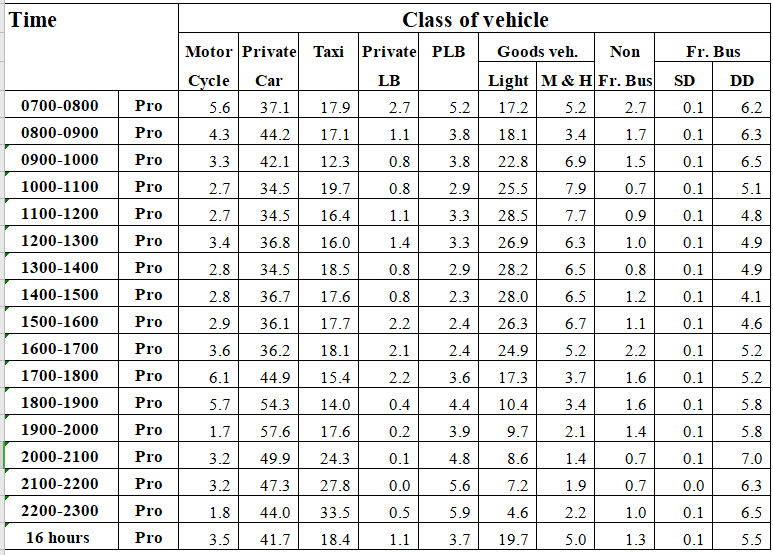 Time Class of vehicle
Motor Private Taxi Private PLB Goods veh. Non Fr. Bus
Cycle Car LB Light M & H Fr. Bus SD DD
0700-0800 Pro 5.6 37.1 17.9 2.7 5.2 17.2 5.2 2.7 0.1 6.2
0800-0900 Pro 4.3 44.2 17.1 1.1 3.8 18.1 3.4 1.7 0.1 6.3
0900-1000 Pro 3.3 42.1 12.3 0.8 3.8 22.8 6.9 1.5 0.1 6.5
1000-1100 Pro 2.7 34.5 19.7 0.8 2.9 25.5 7.9 0.7 0.1 5.1
1100-1200 Pro 2.7 34.5 16.4 1.1 3.3 28.5 7.7 0.9 0.1 4.8
1200-1300 Pro 3.4 36.8 16.0 1.4 3.3 26.9 6.3 1.0 0.1 4.9
1300-1400 Pro 2.8 34.5 18.5 0.8 2.9 28.2 6.5 0.8 0.1 4.9
1400-1500 Pro 2.8 36.7 17.6 0.8 2.3 28.0 6.5 1.2 0.1 4.1
1500-1600 Pro 2.9 36.1 17.7 2.2 2.4 26.3 6.7 1.1 0.1 4.6
1600-1700 Pro 3.6 36.2 18.1 2.1 2.4 24.9 5.2 2.2 0.1 5.2
1700-1800 Pro 6.1 44.9 15.4 2.2 3.6 17.3 3.7 1.6 0.1 5.2
1800-1900 Pro 5.7 54.3 14.0 0.4 4.4 10.4 3.4 1.6 0.1 5.8
1900-2000 Pro 1.7 57.6 17.6 0.2 3.9 9.7 2.1 1.4 0.1 5.8
2000-2100 Pro 3.2 49.9 24.3 0.1 4.8 8.6 1.4 0.7 0.1 7.0
2100-2200 Pro 3.2 47.3 27.8 0.0 5.6 7.2 1.9 0.7 0.0 6.3
2200-2300 Pro 1.8 44.0 33.5 0.5 5.9 4.6 2.2 1.0 0.1 6.5
16 hours Pro 3.5 41.7 18.4 1.1 3.7 19.7 5.0 1.3 0.1 5.5